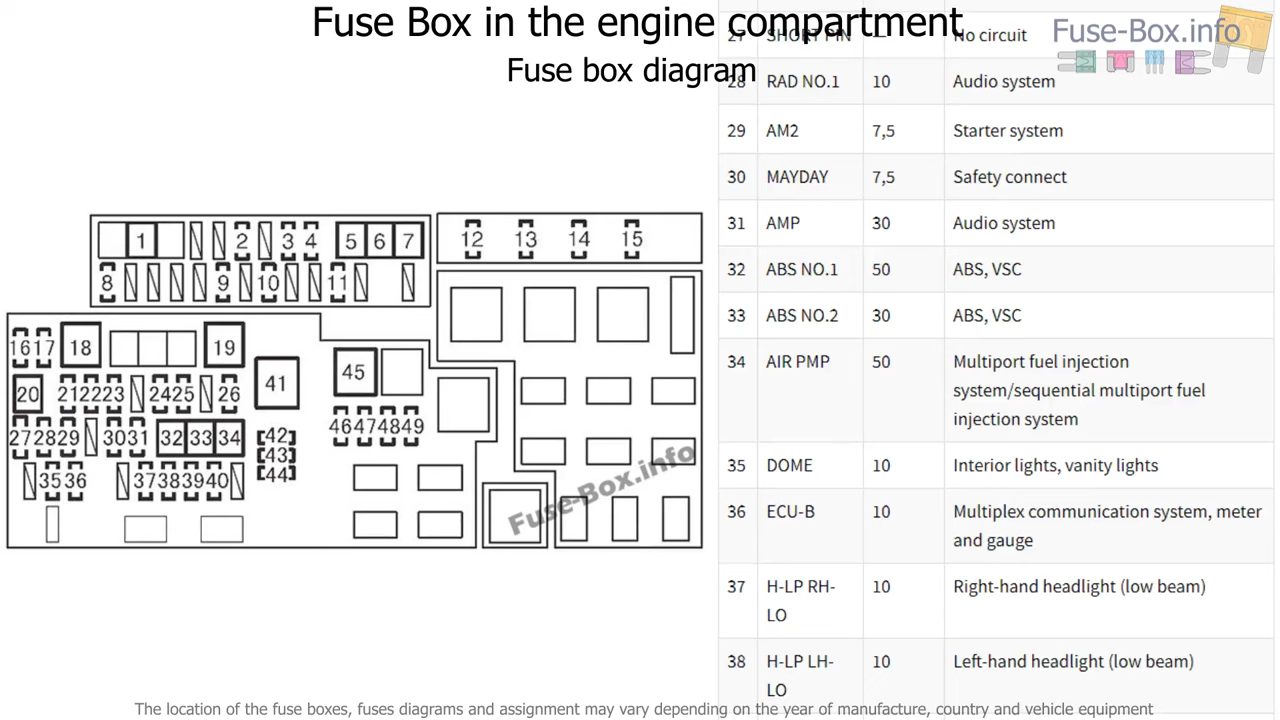 Fuse Box in the engine compartment
Fuse-Box.info
Fuse box diagram
27 SHORT PIN — No circuit
28 RAD NO.1 10 Audio system
29 AM2 7,5 Starter system
30 MAYDAY 7,5 Safety connect
31 AMP 30 Audio system
32 ABS NO.1 50 ABS, VSC
33 ABS NO.2 30 ABS, VSC
34 AIR PMP 50 Multiport fuel injection
system/sequential multiport fuel
injection system
35 DOME 10 Interior lights, vanity lights
36 ECU-B 10 Multiplex communication system, meter
and gauge
37 H-LP RH- 10 Right-hand headlight (low beam)
LO
38 H-LP LH- 10 Left-hand headlight (low beam)
LO
1 2 3 4 5 6 7
8 9 10 11
12 13 14 15
16 17 18 19
20 21 22 23 24 25 26
41
45
27 28 29 30 31 32 33 34
42
43
44
46 47 48 49
35 36 37 38 39 40
Fuse-Box.info
The location of the fuse boxes, fuses diagrams and assignment may vary depending on the year of manufacture, country and vehicle equipment